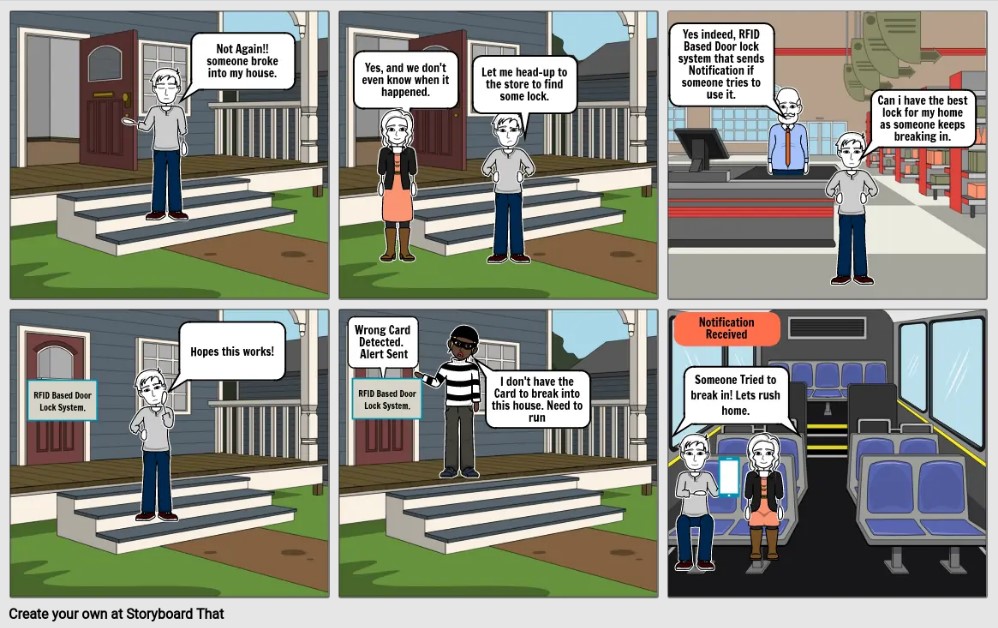 Not Again!!
someone broke
into my house.
Yes, and we don't
even know when it
happened.
Let me head-up to
the store to find
some lock.
Yes indeed, RFID
Based Door lock
system that sends
Notification if
someone tries to
use it.
Can i have the best
lock for my home
as someone keeps
breaking in.
Hopes this works!
RFID Based Door
Lock System.
Wrong Card
Detected.
Alert Sent
RFID Based Door
Lock System.
I don't have the
Card to break into
this house. Need to
run
Notification
Received
Someone Tried to
break in! Lets rush
home.
Create your own at Storyboard That